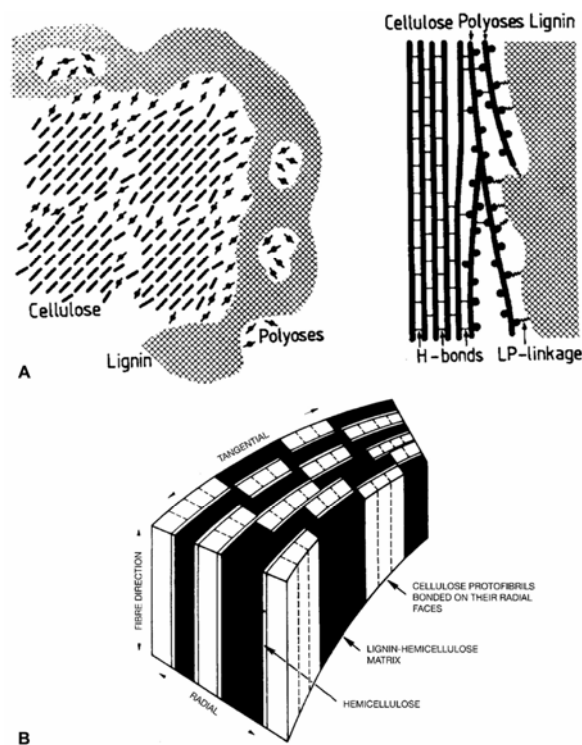 Cellulose Polyoses Lignin
Cellulose
Lignin
Polyoses
A
H-bonds
LP-linkage
TANGENTIAL
FIBRE DIRECTION
CELLULOSE PROTOFIBRILS
BONDED ON THEIR RADIAL
FACES
LIGNIN-HEMICELLULOSE
MATRIX
HEMICELLULOSE
RADIAL
B